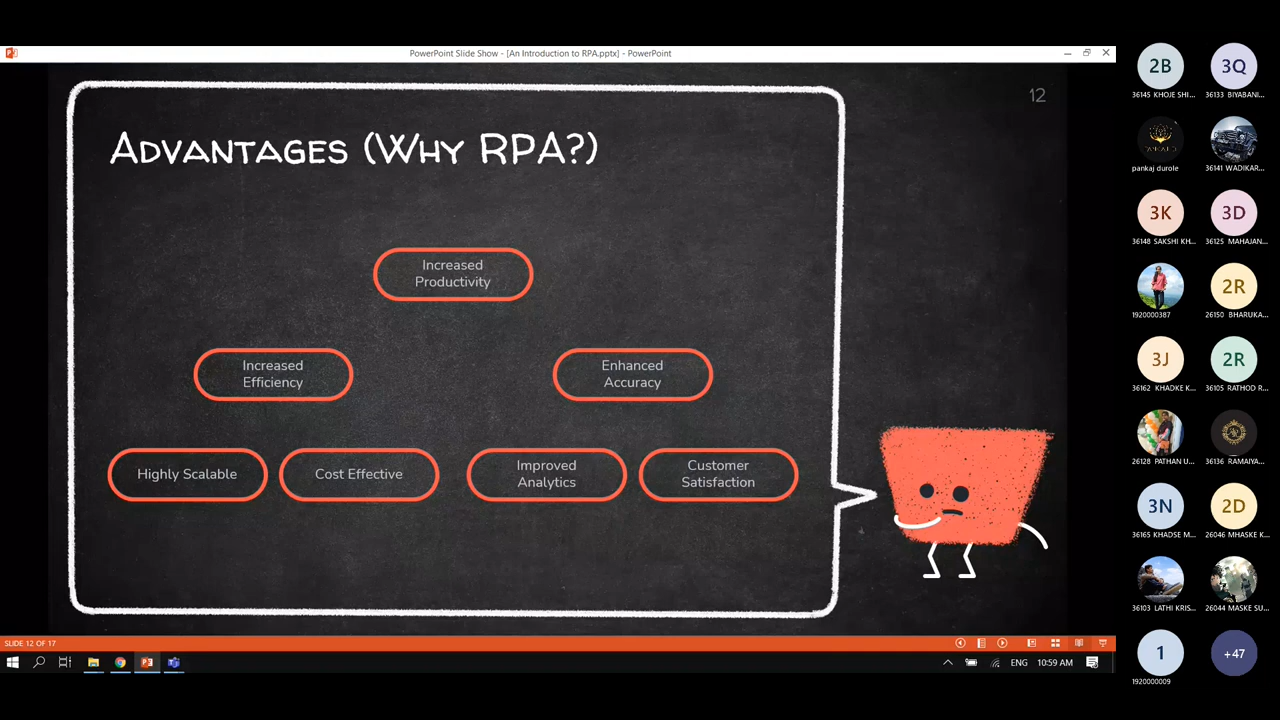 PowerPoint Slide Show - [An Introduction to RPA.pptx] - PowerPoint
12
Advantages (Why RPA?)
Increased
Productivity
Increased
Efficiency
Enhanced
Accuracy
Highly Scalable
Cost Effective
Improved
Analytics
Customer
Satisfaction
SLIDE 12 OF 17
ENG
10:59 AM
2B
3Q
36145 KHOJE SHI...
36133 BIYABANI...
pankaj durole
36141 WADIKAR...
3K
3D
36148 SAKSHI KH...
36125 MAHAJAN...
2R
1920000387
26150 BHARUKA...
3J
2R
36162 KHADKE K...
36105 RATHOD R...
26128 PATHAN U...
36136 RAMAIYA...
3N
2D
36165 KHADSE M...
26046 MHASKE K...
36103 LATHI KRIS...
26044 MASKE SU...
1
+47
1920000009